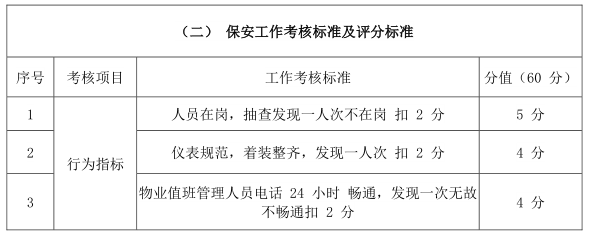 （二） 保安工作考核标准及评分标准
序号 考核项目 工作考核标准 分值（60 分）
1 人员在岗，抽查发现一人次不在岗 扣 2 分 5 分
2 行为指标 仪表规范，着装整齐，发现一人次 扣 2 分 4 分
3 物业值班管理人员电话 24 小时 畅通，发现一次无故
不畅通扣 2 分 4 分